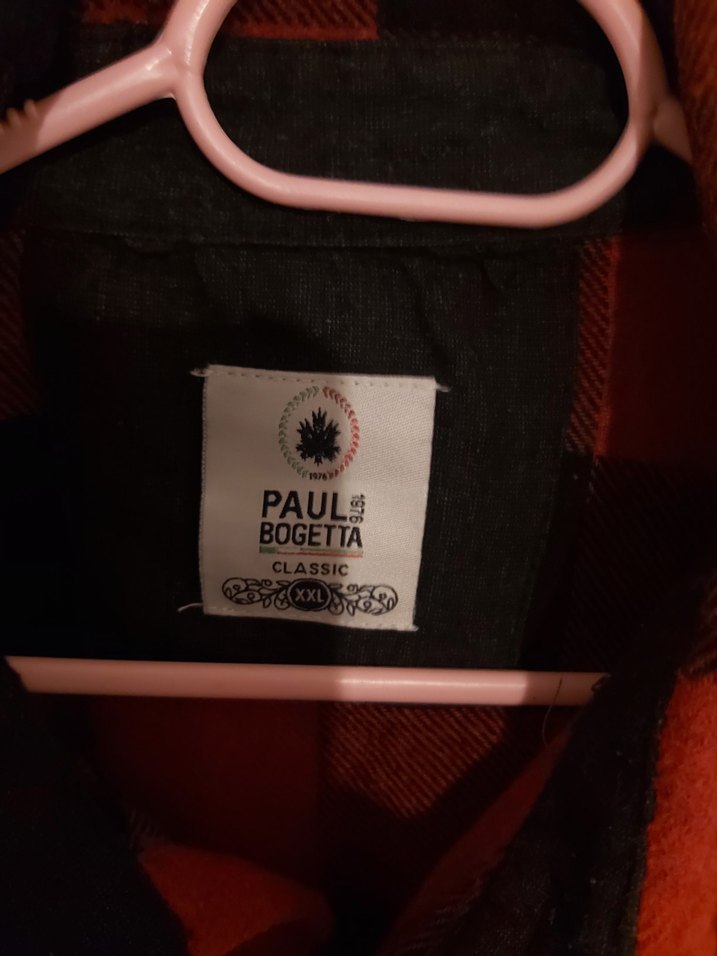 1976
PAUL 1976
BOGETTA
CLASSIC
XXL